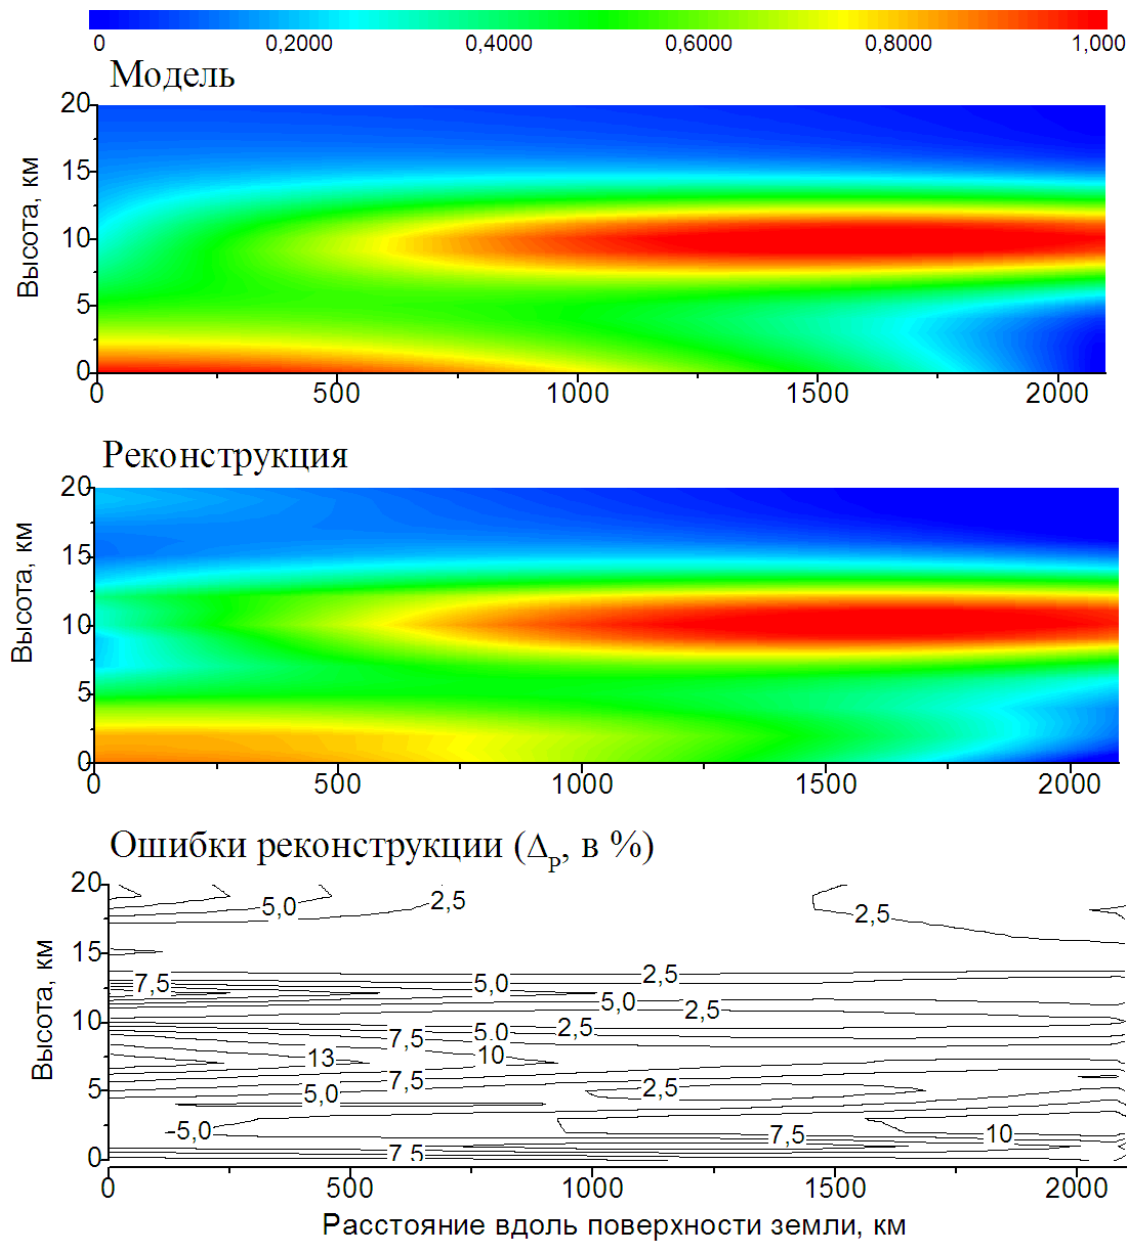 0 0,2000 0,4000 0,6000 0,8000 1,000
Модель
Высота, км
20
15
10
5
0
0 500 1000 1500 2000
Реконструкция
Высота, км
20
15
10
5
0
0 500 1000 1500 2000
Ошибки реконструкции (Δр, в %)
Высота, км
20
15
10
5
0
5,0 2,5 2,5
7,5 5,0 2,5
5,0 2,5
7,5 5,0 2,5
13 10
5,0 7,5 2,5
5,0 7,5 10
7,5
0 500 1000 1500 2000
Расстояние вдоль поверхности земли, км